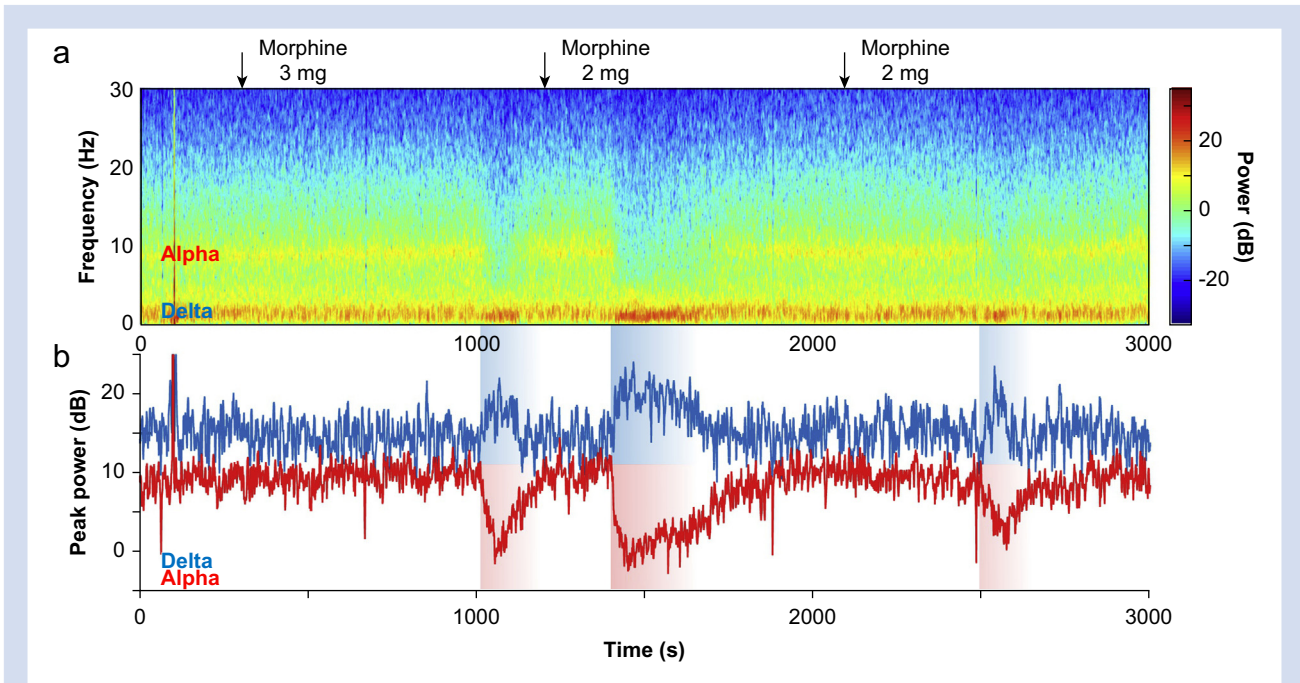 a
Morphine
3 mg
Morphine
2 mg
Morphine
2 mg
30
20
10
0
Frequency (Hz)
Alpha
Delta
20
0
-20
Power (dB)
0
1000
2000
3000
b
20
10
0
Peak power (dB)
Delta
Alpha
0
1000
2000
3000
Time (s)